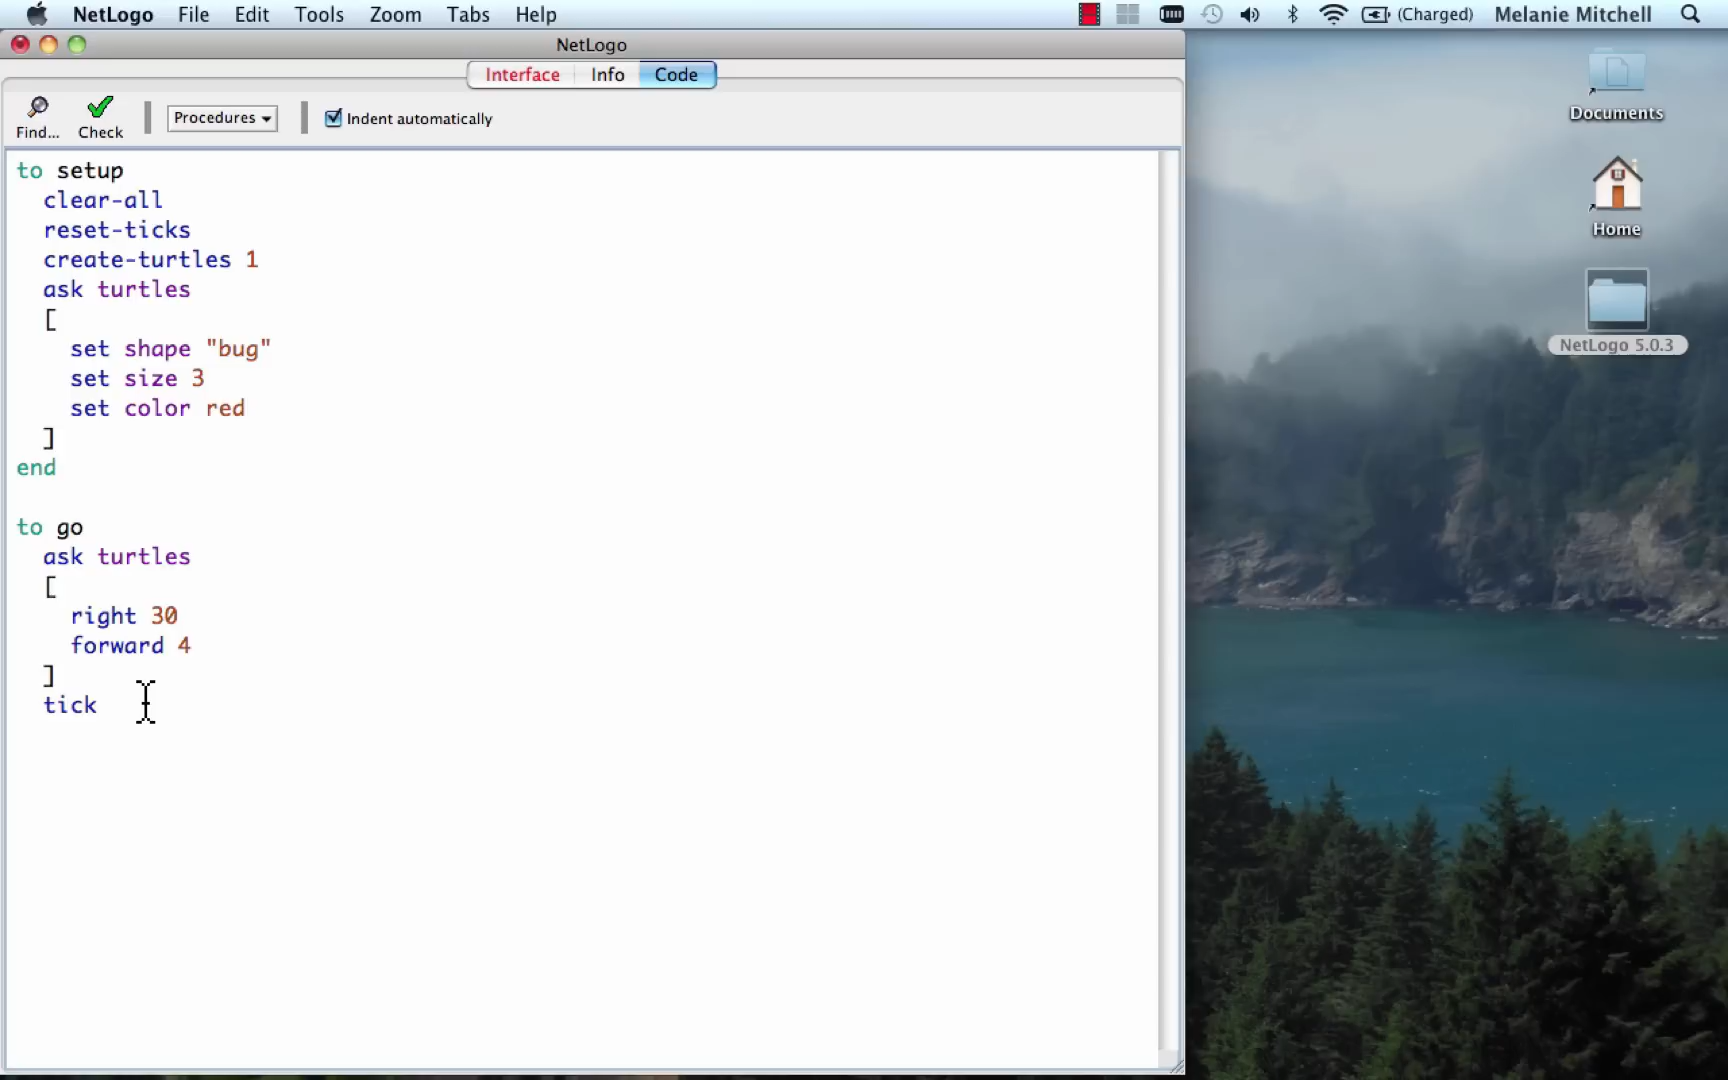 NetLogo File Edit Tools Zoom Tabs Help (Charged) Melanie Mitchell
NetLogo
Interface Info Code
Find... Check Procedures Indent automatically
to setup
clear-all
reset-ticks
create-turtles 1
ask turtles
[
set shape "bug"
set size 3
set color red
]
end
to go
ask turtles
[
right 30
forward 4
]
tick
Documents
Home
NetLogo 5.0.3